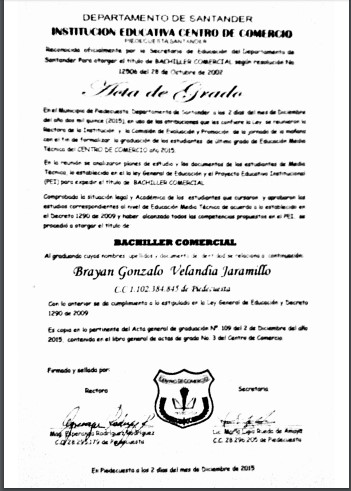 DEPARTAMENTO DE SANTANDER
INSTITUCION EDUCATIVA CENTRO DE COMERCIO
PIEDECUESTA SANTANDER
Reconocida oficialmente por la Secretaria de Educación del Departamento de
Santander Para otorgar el titulo de BACHILLER COMERCIAL según resolución No
12506 del 28 de Octubre de 2002
Acta de Grado
En el Municipio de Piedecuesta, Departamento de Santander a los 2 días del mes de Diciembre
del año dos mil quince (2015), en uso de las atribuciones que les confiere la Ley, se reunieron la
Rectora de la Institución y la Comisión de Evaluación y Promoción de la jornada de la mañana
con el fin de formalizar la graduación de los estudiantes de último grado de Educación Media
Técnica del CENTRO DE COMERCIO año 2015.
En la reunión se analizaron planes de estudio y los documentos de los estudiantes de Media
Técnica, lo establecido en la ley General de Educación y el Proyecto Educativo Institucional
(PEI) para expedir el título de BACHILLER COMERCIAL
Comprobada la situación legal y Académica de los estudiantes que cursaron y aprobaron los
estudios correspondientes al nivel de Educación Media Técnica de acuerdo a lo establecido en
el Decreto 1290 de 2009 y haber alcanzado todas las competencias propuestas en el PEI, se
procedió a otorgar el título de
BACHILLER COMERCIAL
Al graduando cuyos nombres apellidos y documento de identidad se relaciona a continuación:
Brayan Gonzalo Velandia Jaramillo
C.C 1.102.384.845 de Piedecuesta
Con lo anterior se da cumplimiento a lo estipulado en la Ley General de Educación y Decreto
1290 de 2009
Es copia en lo pertinente del Acta general de graduación N° 109 del 2 de Diciembre del año
2015, contenida en el libro general de actas de grado No. 3 del Centro de Comercio
Firmado y sellado por:
Rectora
Secretaria
CENTRO DE COMERCIO
Mag. Esperanza Rodríguez Rodríguez
Lic. María Ligia Rueda de Amaya
C.C. 28.295.179 de Piedecuesta
C.C. 28.296.205 de Piedecuesta
En Piedecuesta a los 2 días del mes de Diciembre de 2015